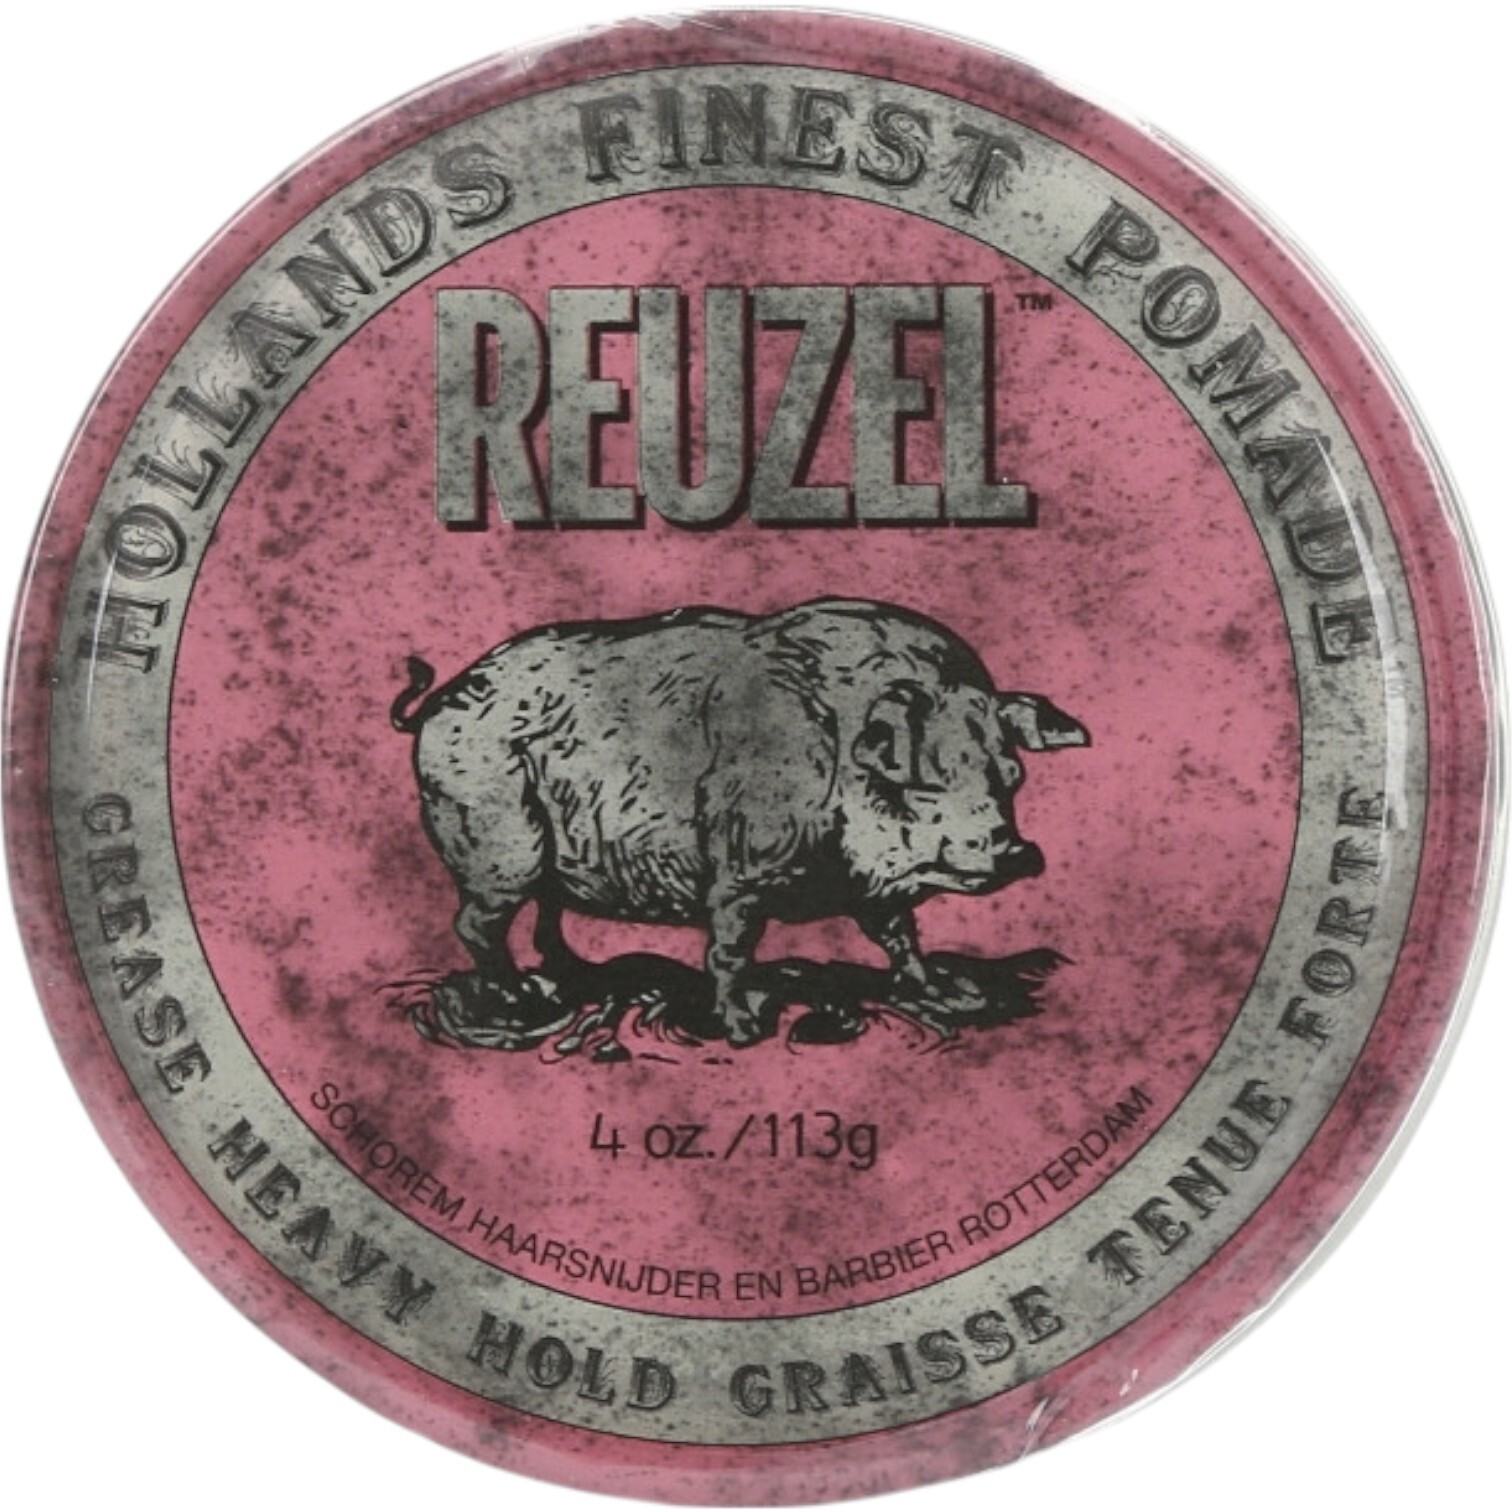 HOLLANDS FINEST POMADE
REUZEL™
4 oz./113g
SCHOREM HAARSNIJDER EN BARBIER ROTTERDAM
GREASE HEAVY HOLD GRAISSE TENUE FORTE